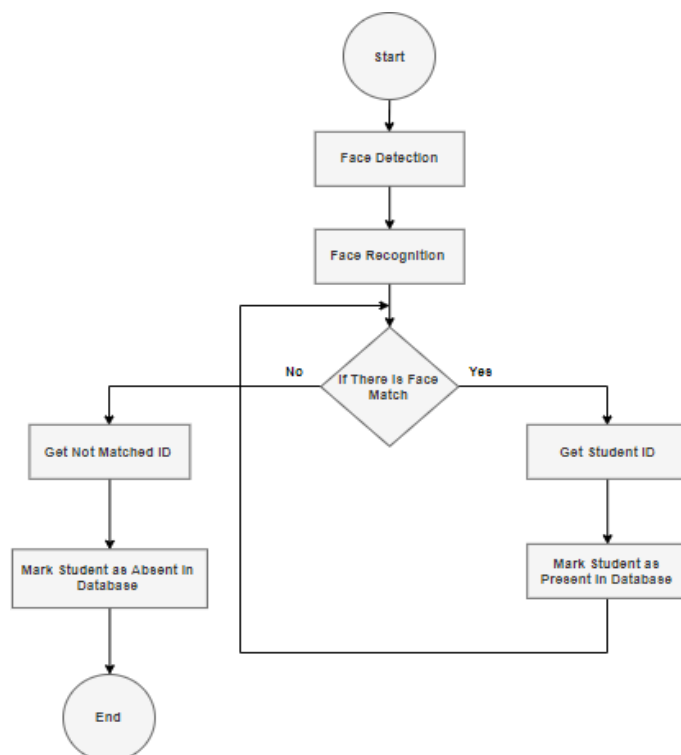 Start
Face Detection
Face Recognition
If There Is Face
Match
No
Yes
Get Not Matched ID
Get Student ID
Mark Student as Absent In
Database
Mark Student as
Present In Database
End